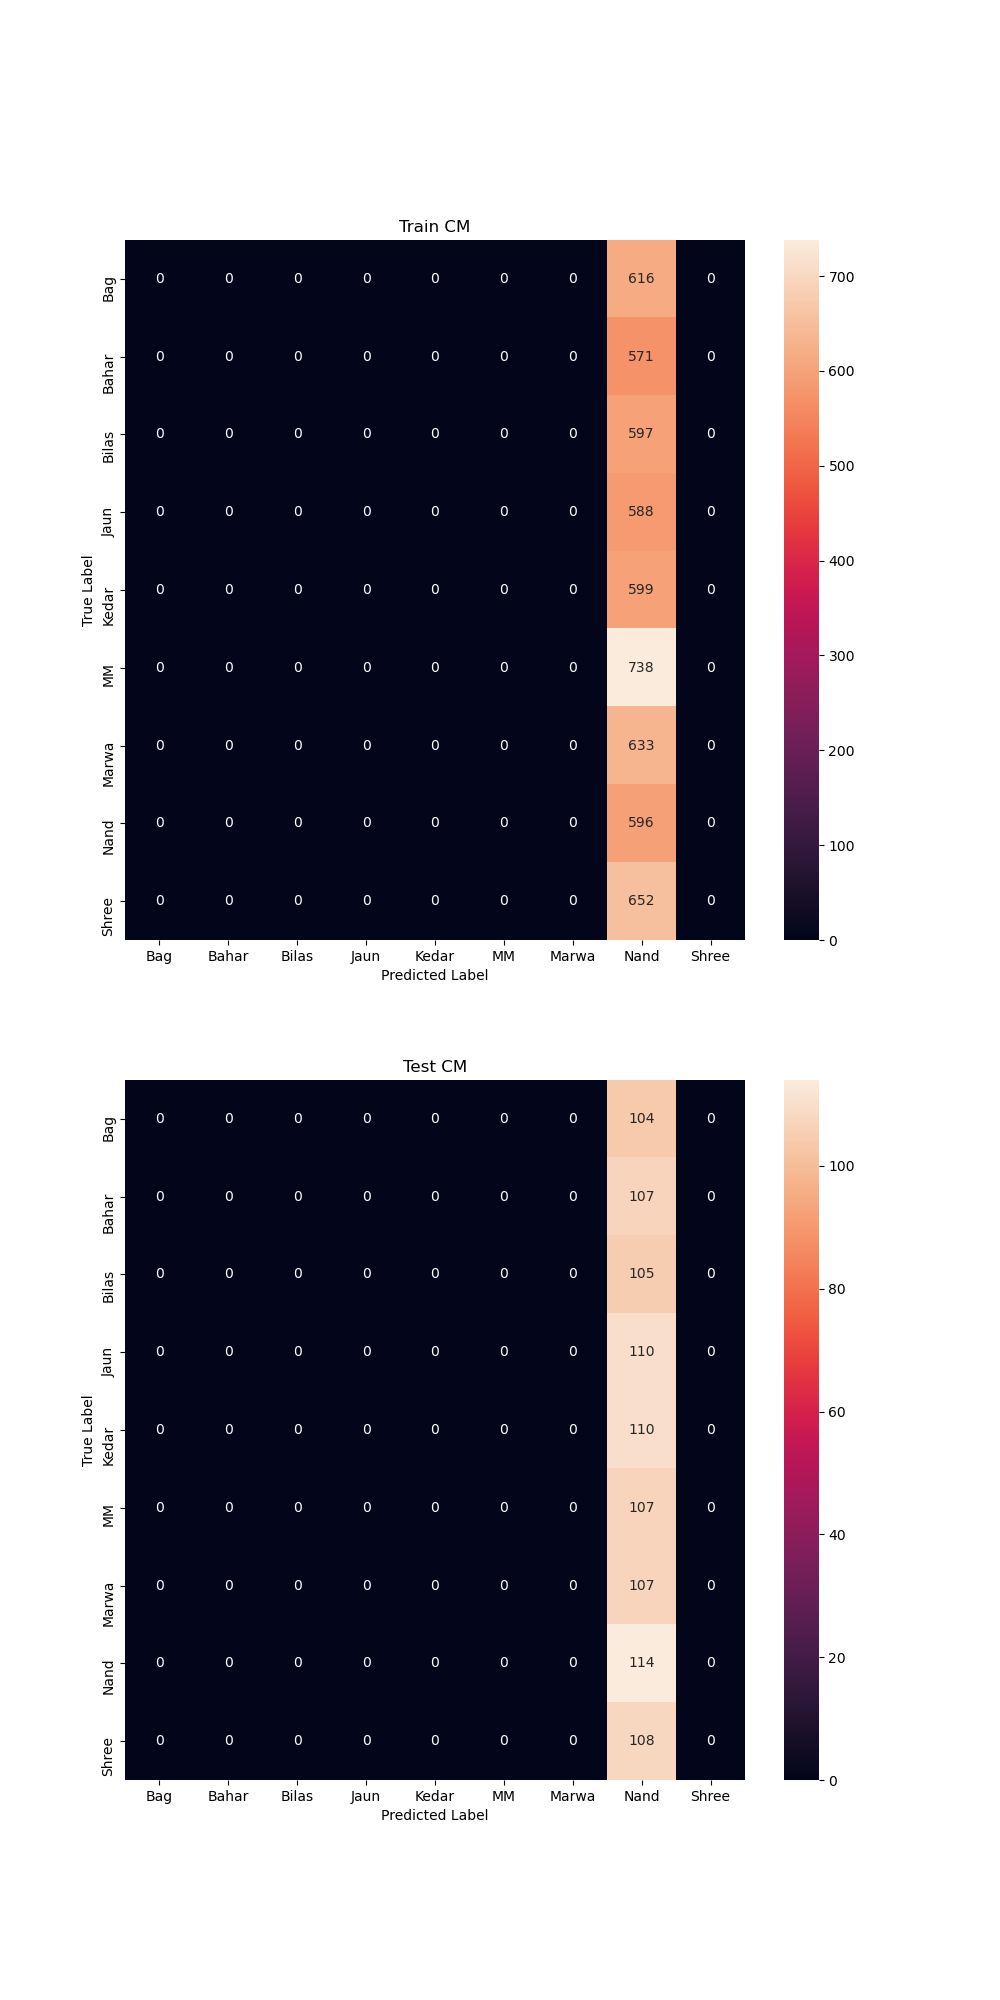 Train CM
Bag 0 0 0 0 0 0 0 616 0
Bahar 0 0 0 0 0 0 0 571 0
Bilas 0 0 0 0 0 0 0 597 0
Jaun 0 0 0 0 0 0 0 588 0
Kedar 0 0 0 0 0 0 0 599 0
MM 0 0 0 0 0 0 0 738 0
Marwa 0 0 0 0 0 0 0 633 0
Nand 0 0 0 0 0 0 0 596 0
Shree 0 0 0 0 0 0 0 652 0
True Label
Bag Bahar Bilas Jaun Kedar MM Marwa Nand Shree
Predicted Label
700
600
500
400
300
200
100
0
Test CM
Bag 0 0 0 0 0 0 0 104 0
Bahar 0 0 0 0 0 0 0 107 0
Bilas 0 0 0 0 0 0 0 105 0
Jaun 0 0 0 0 0 0 0 110 0
Kedar 0 0 0 0 0 0 0 110 0
MM 0 0 0 0 0 0 0 107 0
Marwa 0 0 0 0 0 0 0 107 0
Nand 0 0 0 0 0 0 0 114 0
Shree 0 0 0 0 0 0 0 108 0
True Label
Bag Bahar Bilas Jaun Kedar MM Marwa Nand Shree
Predicted Label
100
80
60
40
20
0